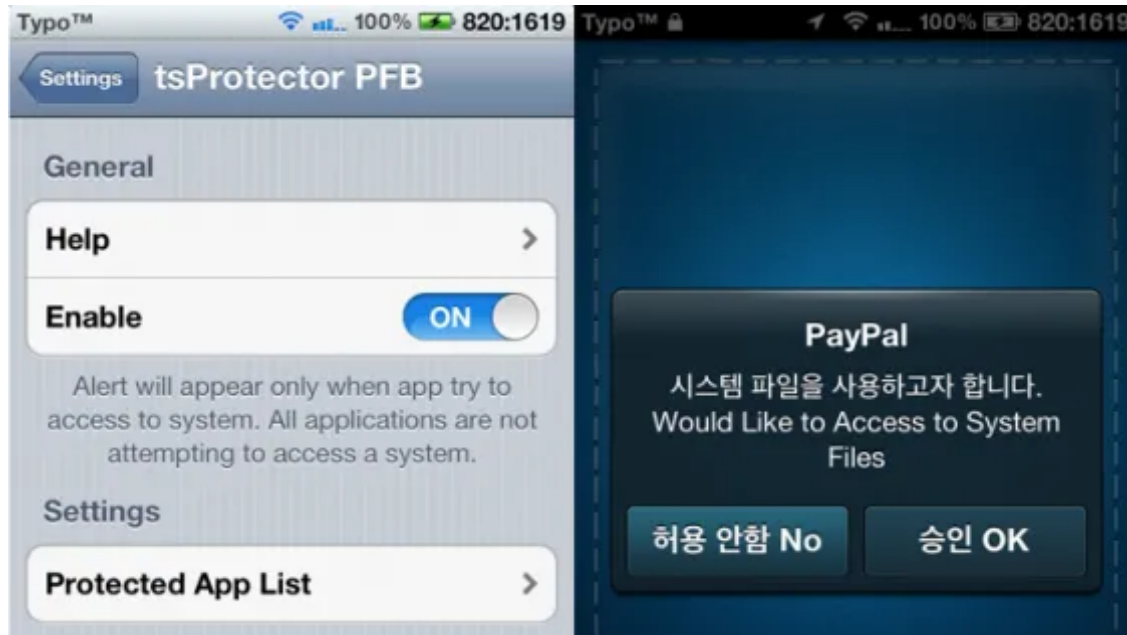 Typo™ 100% 820:1619
Settings tsProtector PFB
General
Help
Enable ON
Alert will appear only when app try to
access to system. All applications are not
attempting to access a system.
Settings
Protected App List
Typo™ 100% 820:1619
PayPal
시스템 파일을 사용하고자 합니다.
Would Like to Access to System
Files
허용 안함 No 승인 OK